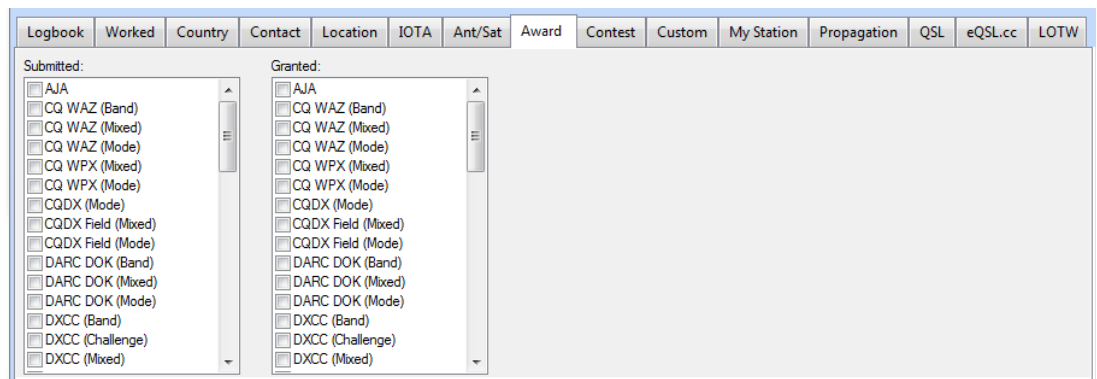 Logbook Worked Country Contact Location IOTA Ant/Sat Award Contest Custom My Station Propagation QSL eQSL.cc LOTW
Submitted:
AJA
CQ WAZ (Band)
CQ WAZ (Mixed)
CQ WAZ (Mode)
CQ WPX (Mixed)
CQ WPX (Mode)
CQDX (Mode)
CQDX Field (Mixed)
CQDX Field (Mode)
DARC DOK (Band)
DARC DOK (Mixed)
DARC DOK (Mode)
DXCC (Band)
DXCC (Challenge)
DXCC (Mixed)
Granted:
AJA
CQ WAZ (Band)
CQ WAZ (Mixed)
CQ WAZ (Mode)
CQ WPX (Mixed)
CQ WPX (Mode)
CQDX (Mode)
CQDX Field (Mixed)
CQDX Field (Mode)
DARC DOK (Band)
DARC DOK (Mixed)
DARC DOK (Mode)
DXCC (Band)
DXCC (Challenge)
DXCC (Mixed)